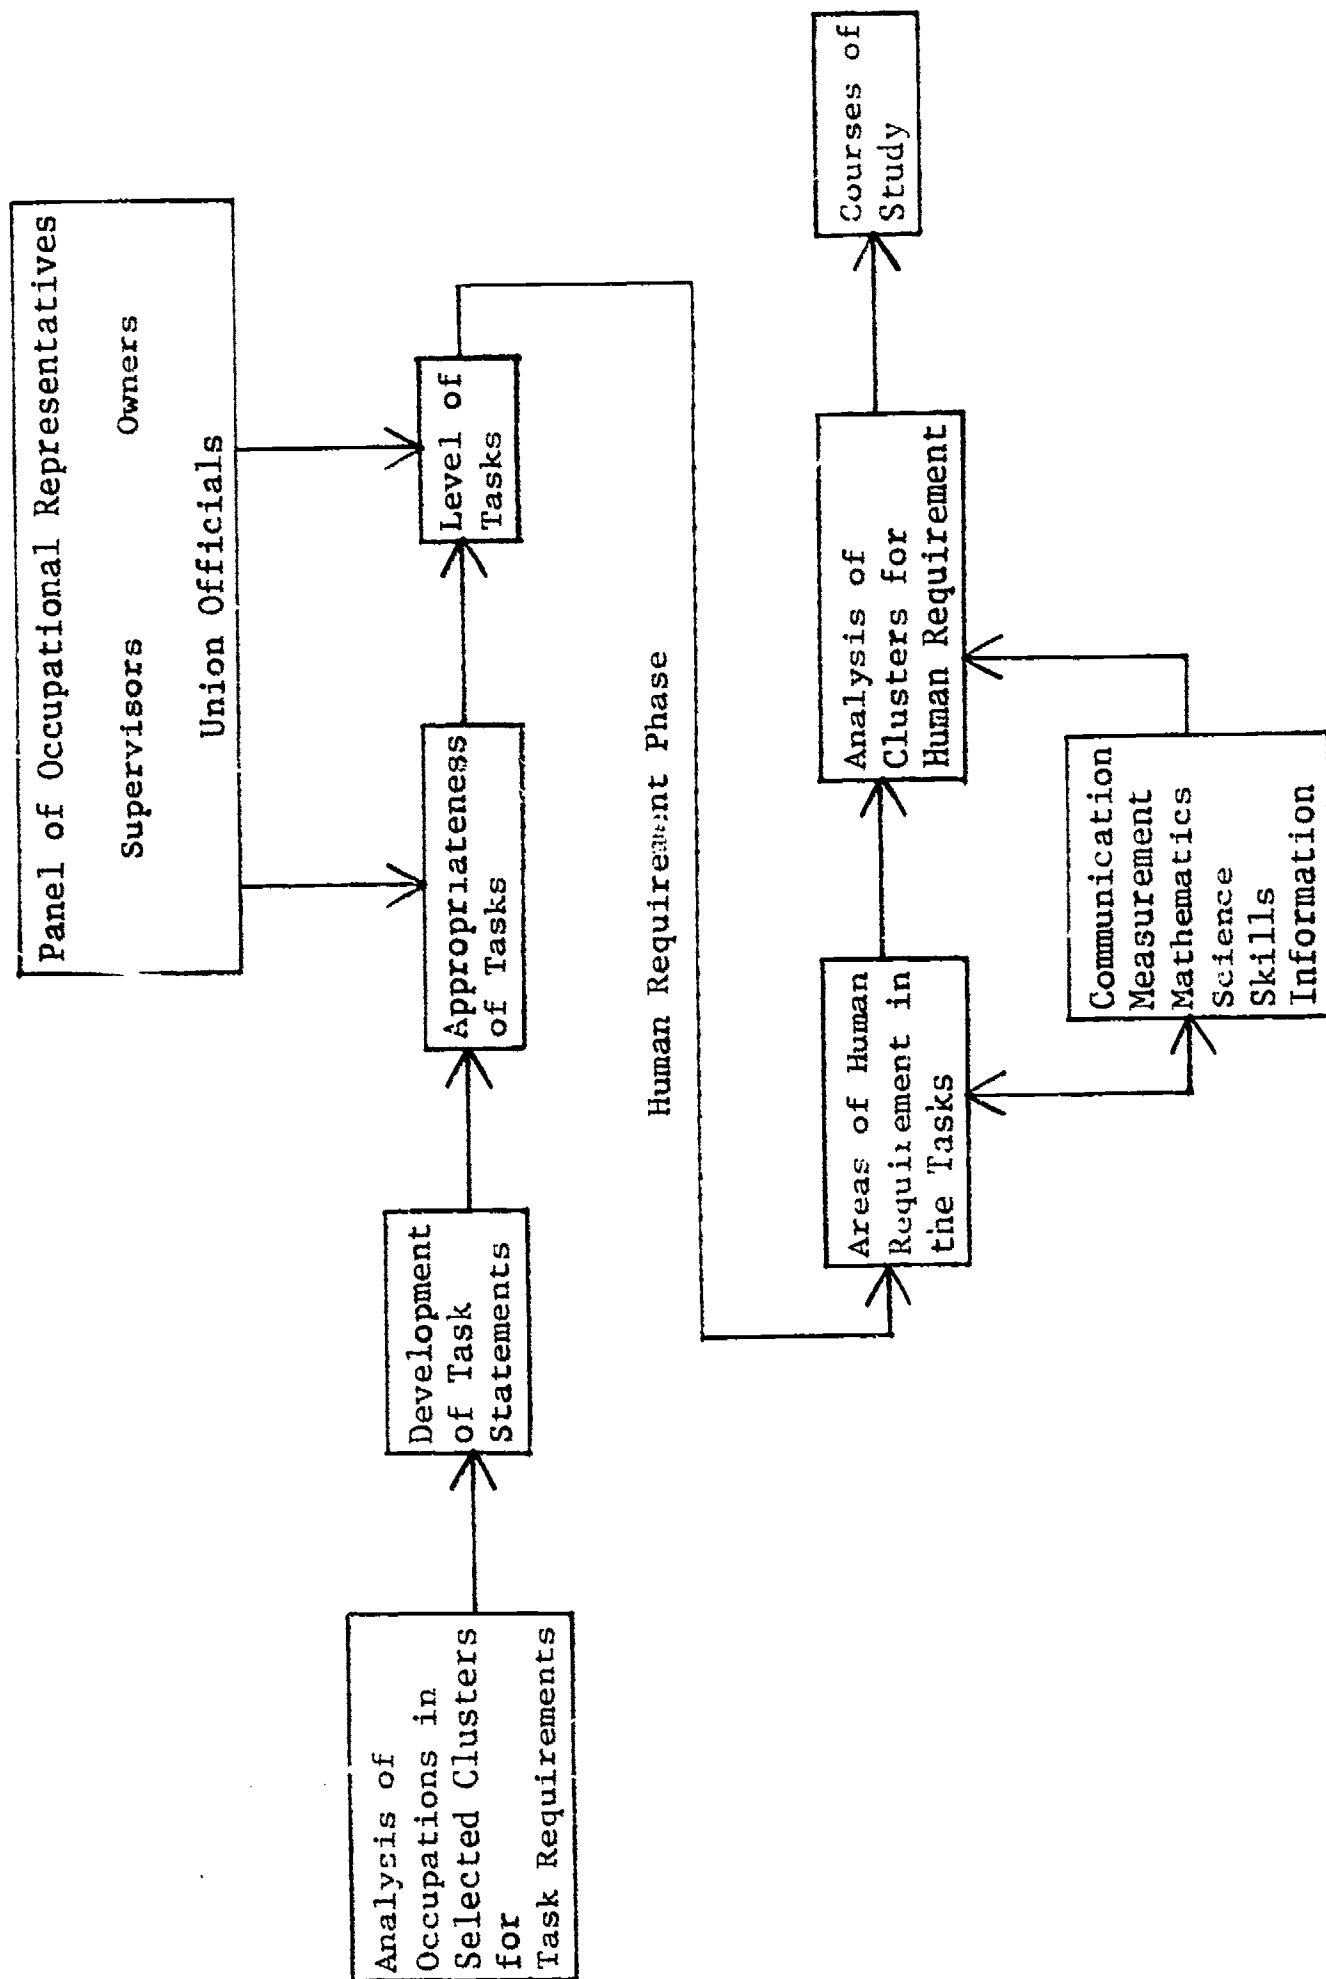 Panel of Occupational Representatives
Supervisors Owners
Union Officials
Analysis of
Occupations in
Selected Clusters
for
Task Requirements
Development
of Task
Statements
Appropriateness
of Tasks
Level of
Tasks
Human Requirement Phase
Areas of Human
Requirement in
the Tasks
Analysis of
Clusters for
Human Requirement
Courses of
Study
Communication
Measurement
Mathematics
Science
Skills
Information